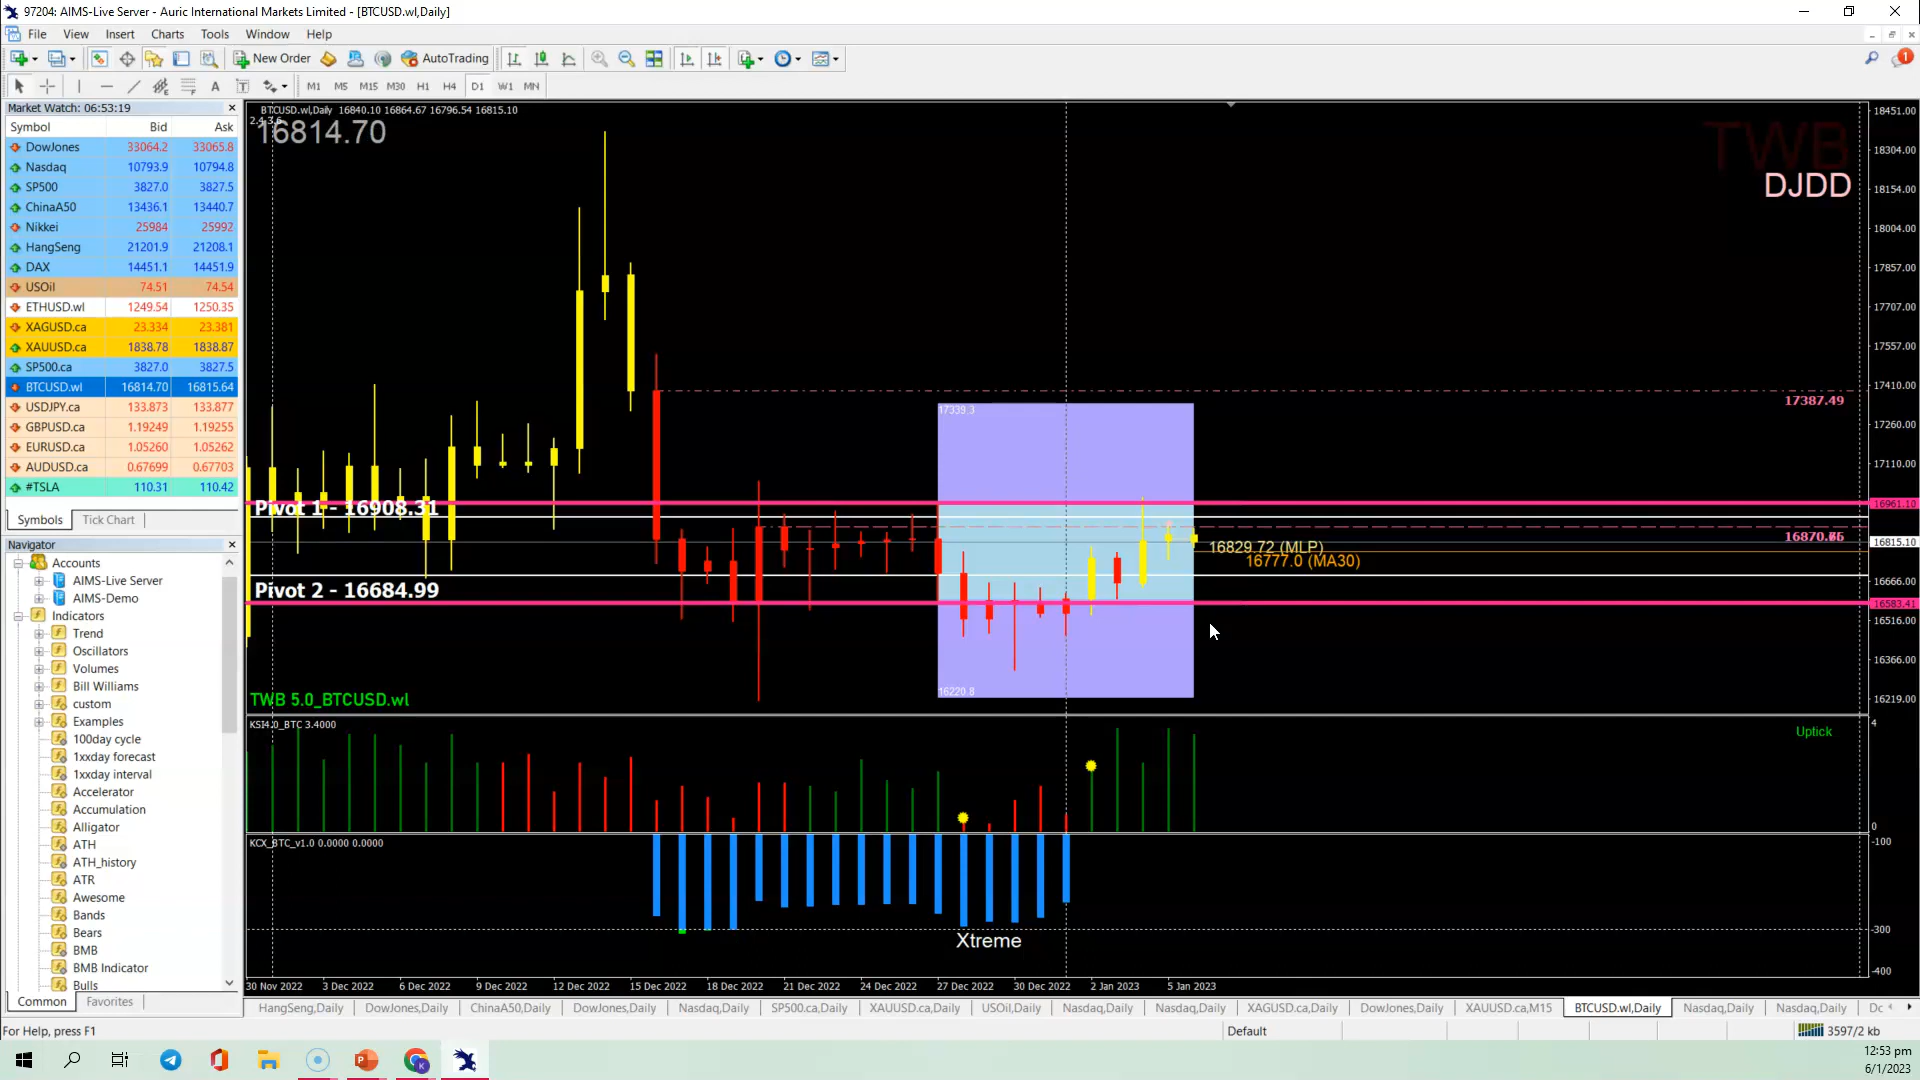 97204: AIMS-Live Server - Auric International Markets Limited - [BTCUSD.wl,Daily]
File View Insert Charts Tools Window Help
New Order AutoTrading
A T M1 M5 M15 M30 H1 H4 D1 W1 MN
Market Watch: 06:53:19
Symbol Bid Ask
DowJones 33064.2 33065.8
Nasdaq 10793.9 10794.8
SP500 3827.0 3827.5
ChinaA50 13436.1 13440.7
Nikkei 25984 25992
HangSeng 21201.9 21208.1
DAX 14451.1 14451.9
USOil 74.51 74.54
ETHUSD.wl 1249.54 1250.35
XAGUSD.ca 23.334 23.381
XAUUSD.ca 1838.78 1838.87
SP500.ca 3827.0 3827.5
BTCUSD.wl 16814.70 16815.64
USDJPY.ca 133.873 133.877
GBPUSD.ca 1.19249 1.19255
EURUSD.ca 1.05260 1.05262
AUDUSD.ca 0.67699 0.67703
#TSLA 110.31 110.42
Symbols Tick Chart
Navigator
Accounts
AIMS-Live Server
AIMS-Demo
Indicators
Trend
Oscillators
Volumes
Bill Williams
custom
Examples
100day cycle
1xxday forecast
1xxday interval
Accelerator
Accumulation
Alligator
ATH
ATH_history
ATR
Awesome
Bands
Bears
BMB
BMB Indicator
Bulls
Common Favorites
BTCUSD.wl,Daily 16840.10 16864.67 16796.54 16815.10
16814.70
TWB
DJDD
17387.49
17339.3
Pivot 1 - 16908.31
16829.72 (MLP)
16777.0 (MA30)
Pivot 2 - 16684.99
16220.8
TWB 5.0_BTCUSD.wl
18451.00
18304.00
18154.00
18004.00
17857.00
17707.00
17557.00
17410.00
17260.00
17110.00
16961.10
16815.10
16666.00
16583.41
16516.00
16366.00
16219.00
KSI4.0_BTC 3.4000
Uptick
4
0
KCX_BTC_v1.0 0.0000 0.0000
Xtreme
-100
-300
-400
30 Nov 2022 3 Dec 2022 6 Dec 2022 9 Dec 2022 12 Dec 2022 15 Dec 2022 18 Dec 2022 21 Dec 2022 24 Dec 2022 27 Dec 2022 30 Dec 2022 2 Jan 2023 5 Jan 2023
HangSeng,Daily DowJones,Daily ChinaA50,Daily DowJones,Daily Nasdaq,Daily SP500.ca,Daily XAUUSD.ca,Daily USOil,Daily Nasdaq,Daily Nasdaq,Daily XAGUSD.ca,Daily DowJones,Daily XAUUSD.ca,M15 BTCUSD.wl,Daily Nasdaq,Daily Nasdaq,Daily Dc
For Help, press F1
Default
3597/2 kb
12:53 pm
6/1/2023